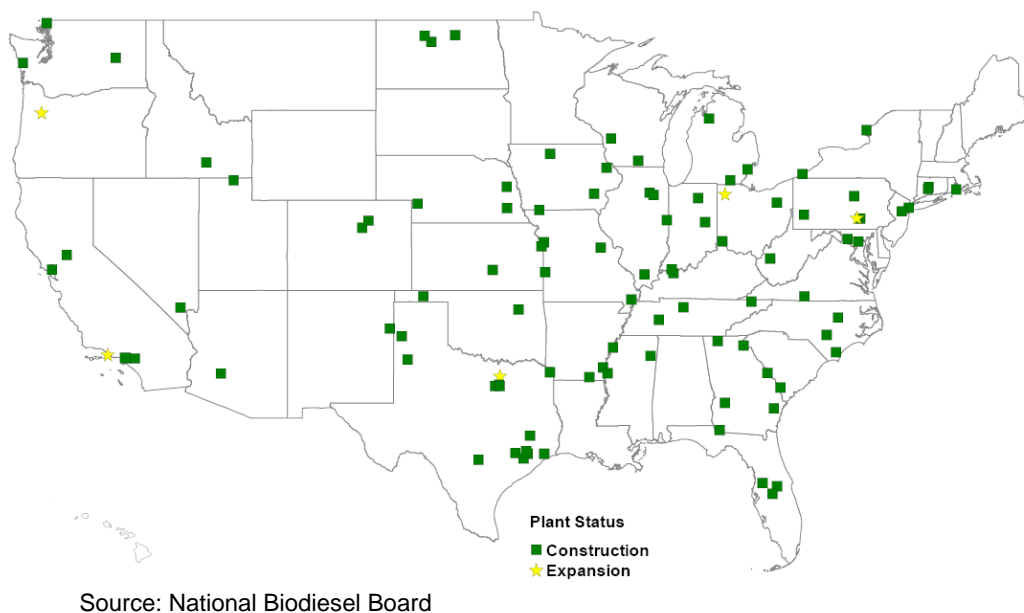 Plant Status
Construction
Expansion
Source: National Biodiesel Board